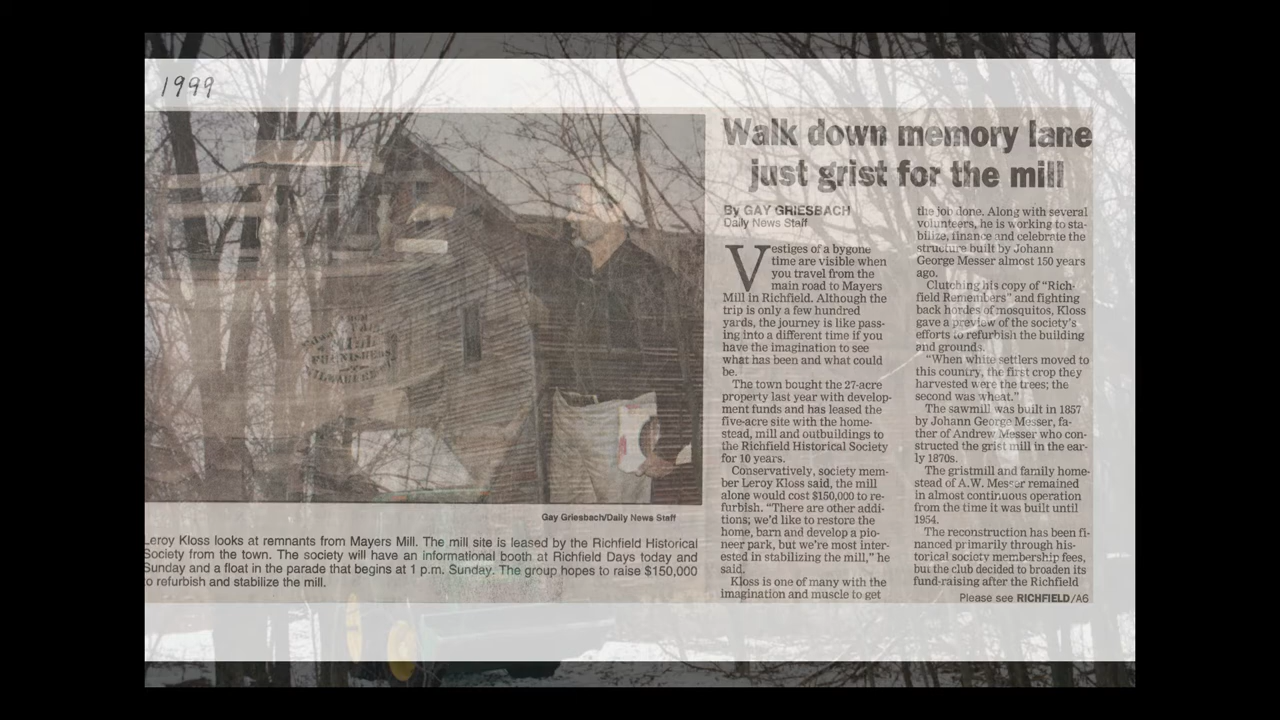 1999
Walk down memory lane
just grist for the mill
By GAY GRIESBACH
Daily News Staff
Vestiges of a bygone
time are visible when
you travel from the
main road to Mayers
Mill in Richfield. Although the
trip is only a few hundred
yards, the journey is like pass-
ing into a different time if you
have the imagination to see
what has been and what could
be.
The town bought the 27-acre
property last year with develop-
ment funds and has leased the
five-acre site with the home-
stead, mill and outbuildings to
the Richfield Historical Society
for 10 years.
Conservatively, society mem-
ber Leroy Kloss said, the mill
alone would cost $150,000 to re-
furbish. “There are other addi-
tions; we’d like to restore the
home, barn and develop a pio-
neer park, but we’re most inter-
ested in stabilizing the mill,” he
said.
Kloss is one of many with the
imagination and muscle to get
the job done. Along with several
volunteers, he is working to sta-
bilize, finance and celebrate the
structure built by Johann
George Messer almost 150 years
ago.
Clutching his copy of “Rich-
field Remembers” and fighting
back hordes of mosquitos, Kloss
gave a preview of the society’s
efforts to refurbish the building
and grounds.
“When white settlers moved to
this country, the first crop they
harvested were the trees; the
second was wheat.”
The sawmill was built in 1857
by Johann George Messer, fa-
ther of Andrew Messer who con-
structed the grist mill in the ear-
ly 1870s.
The gristmill and family home-
stead of A.W. Messer remained
in almost continuous operation
from the time it was built until
1954.
The reconstruction has been fi-
nanced primarily through his-
torical society membership fees,
but the club decided to broaden its
fund-raising after the Richfield
Please see RICHFIELD/A6
Gay Griesbach/Daily News Staff
Leroy Kloss looks at remnants from Mayers Mill. The mill site is leased by the Richfield Historical
Society from the town. The society will have an informational booth at Richfield Days today and
Sunday and a float in the parade that begins at 1 p.m. Sunday. The group hopes to raise $150,000
to refurbish and stabilize the mill.